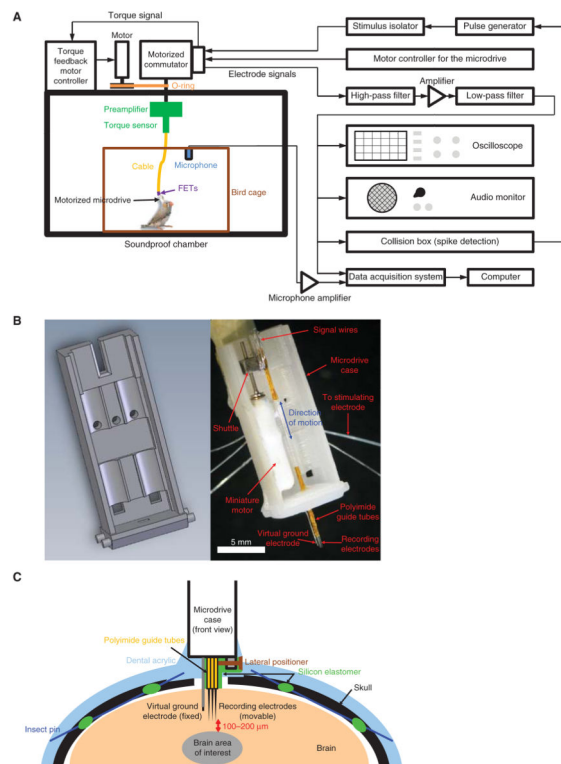 A
Torque signal
Motor
Torque
feedback
motor
controller
Motorized
commutator
Stimulus isolator
Pulse generator
Motor controller for the microdrive
Electrode signals
O-ring
Amplifier
High-pass filter
Low-pass filter
Preamplifier
Torque sensor
Oscilloscope
Cable
Microphone
FETs
Bird cage
Motorized microdrive
Audio monitor
Soundproof chamber
Collision box (spike detection)
Data acquisition system
Computer
Microphone amplifier
B
Signal wires
Microdrive
case
To stimulating
electrode
Shuttle
Direction
of motion
Miniature
motor
Polyimide
guide tubes
Virtual ground
electrode
Recording
electrodes
5 mm
C
Microdrive
case
(front view)
Polyimide guide tubes
Dental acrylic
Lateral positioner
Silicon elastomer
Skull
Virtual ground
electrode (fixed)
Recording electrodes
(movable)
Insect pin
100–200 µm
Brain area
of interest
Brain